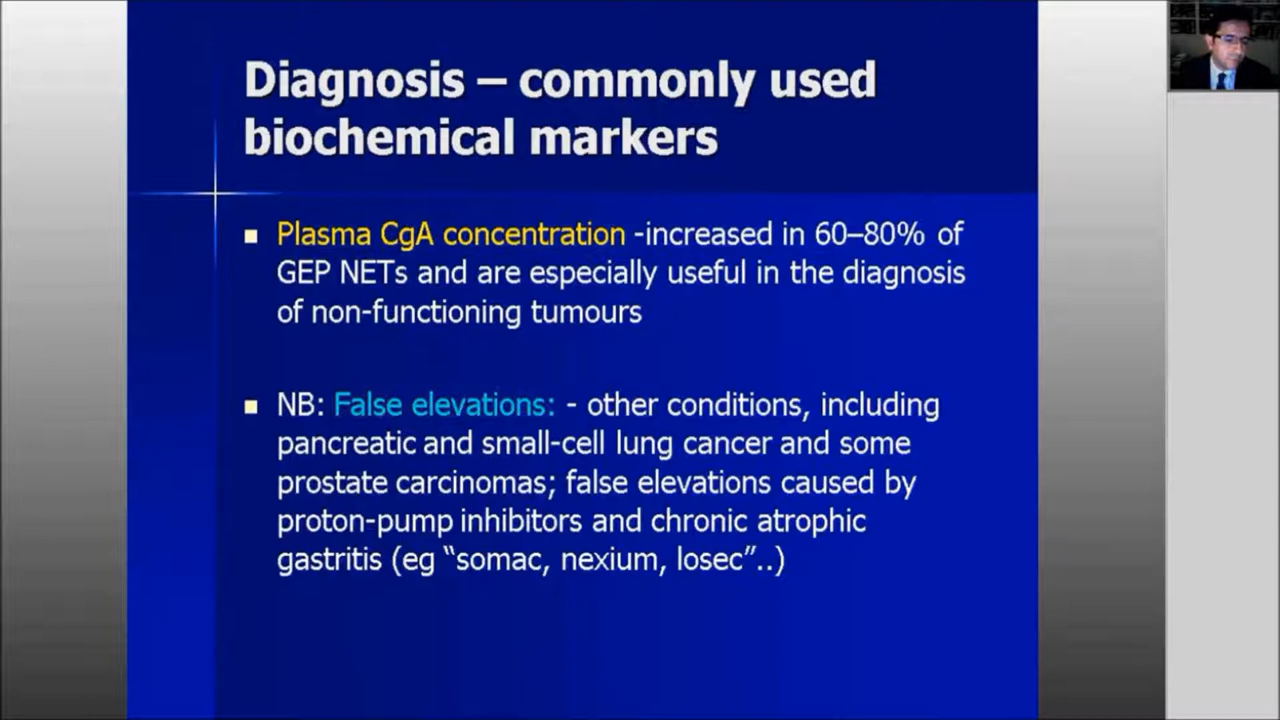 Diagnosis – commonly used
biochemical markers
Plasma CgA concentration -increased in 60–80% of
GEP NETs and are especially useful in the diagnosis
of non-functioning tumours
NB: False elevations: - other conditions, including
pancreatic and small-cell lung cancer and some
prostate carcinomas; false elevations caused by
proton-pump inhibitors and chronic atrophic
gastritis (eg “somac, nexium, losec”..)